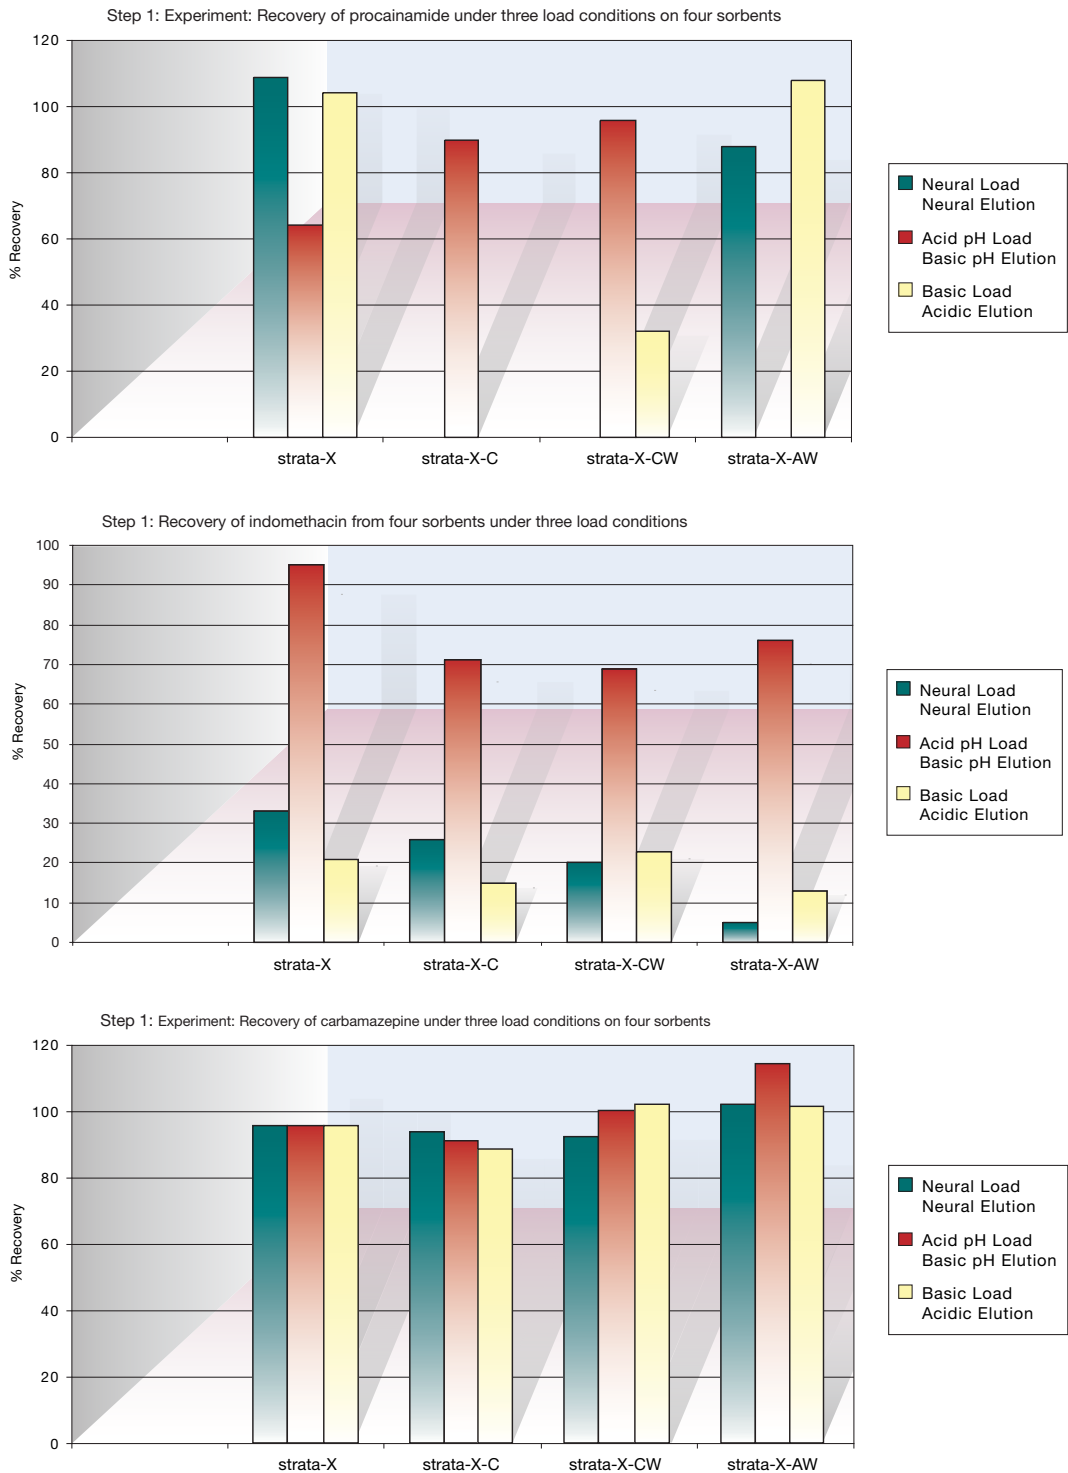 Step 1: Experiment: Recovery of procainamide under three load conditions on four sorbents
120
100
80
60
40
20
0
% Recovery
strata-X
strata-X-C
strata-X-CW
strata-X-AW
Neural Load
Neural Elution
Acid pH Load
Basic pH Elution
Basic Load
Acidic Elution
Step 1: Recovery of indomethacin from four sorbents under three load conditions
100
90
80
70
60
50
40
30
20
10
0
% Recovery
strata-X
strata-X-C
strata-X-CW
strata-X-AW
Neural Load
Neural Elution
Acid pH Load
Basic pH Elution
Basic Load
Acidic Elution
Step 1: Experiment: Recovery of carbamazepine under three load conditions on four sorbents
120
100
80
60
40
20
0
% Recovery
strata-X
strata-X-C
strata-X-CW
strata-X-AW
Neural Load
Neural Elution
Acid pH Load
Basic pH Elution
Basic Load
Acidic Elution